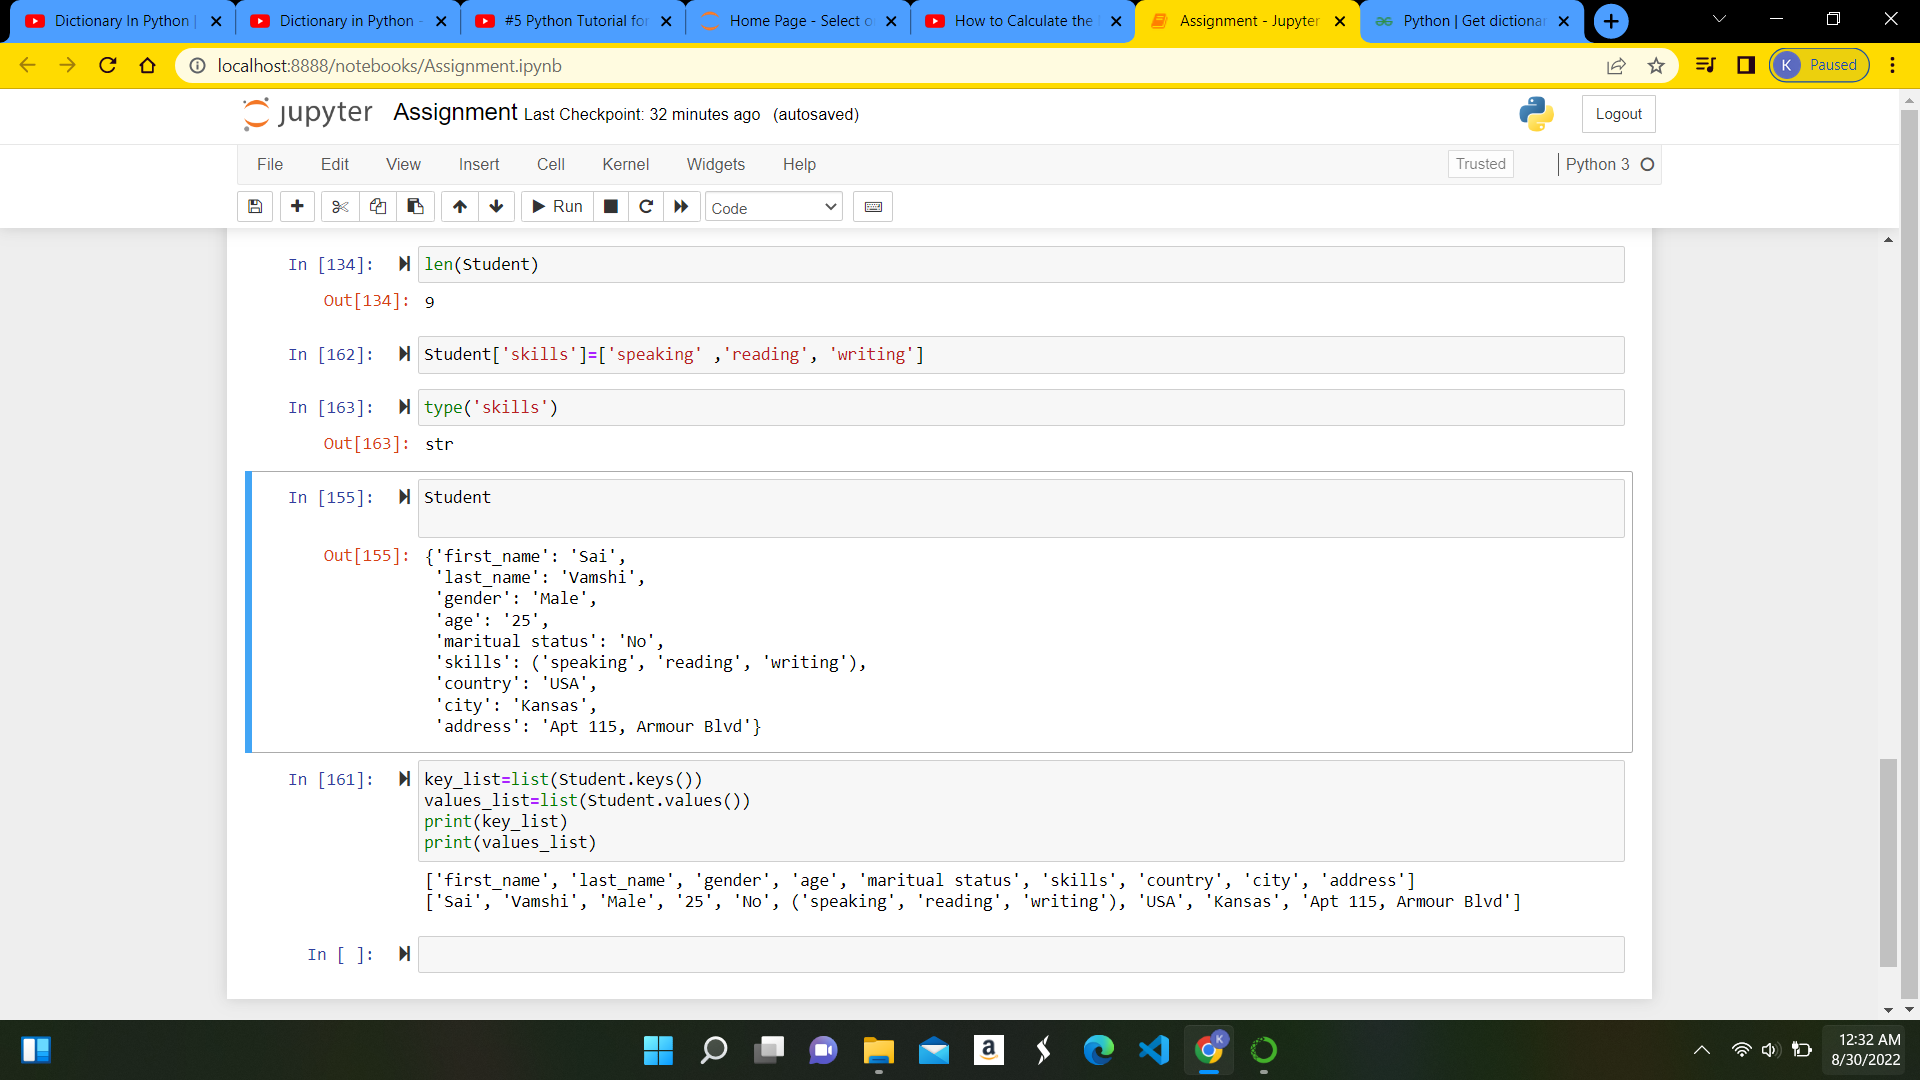 Dictionary In Python |
Dictionary in Python -
#5 Python Tutorial for
Home Page - Select o
How to Calculate the
Assignment - Jupyter
Python | Get dictionar
localhost:8888/notebooks/Assignment.ipynb
K Paused
jupyter Assignment Last Checkpoint: 32 minutes ago (autosaved)
Logout
File Edit View Insert Cell Kernel Widgets Help
Trusted
Python 3
Run
Code
In [134]: len(Student)
Out[134]: 9
In [162]: Student['skills']=['speaking' ,'reading', 'writing']
In [163]: type('skills')
Out[163]: str
In [155]: Student
Out[155]: {'first_name': 'Sai',
'last_name': 'Vamshi',
'gender': 'Male',
'age': '25',
'maritual status': 'No',
'skills': ('speaking', 'reading', 'writing'),
'country': 'USA',
'city': 'Kansas',
'address': 'Apt 115, Armour Blvd'}
In [161]: key_list=list(Student.keys())
values_list=list(Student.values())
print(key_list)
print(values_list)
['first_name', 'last_name', 'gender', 'age', 'maritual status', 'skills', 'country', 'city', 'address']
['Sai', 'Vamshi', 'Male', '25', 'No', ('speaking', 'reading', 'writing'), 'USA', 'Kansas', 'Apt 115, Armour Blvd']
In [ ]:
a
K
12:32 AM
8/30/2022